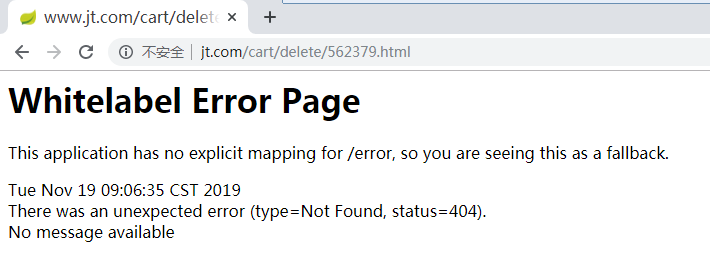 www.jt.com/cart/delete
不安全 jt.com/cart/delete/562379.html
Whitelabel Error Page
This application has no explicit mapping for /error, so you are seeing this as a fallback.
Tue Nov 19 09:06:35 CST 2019
There was an unexpected error (type=Not Found, status=404).
No message available